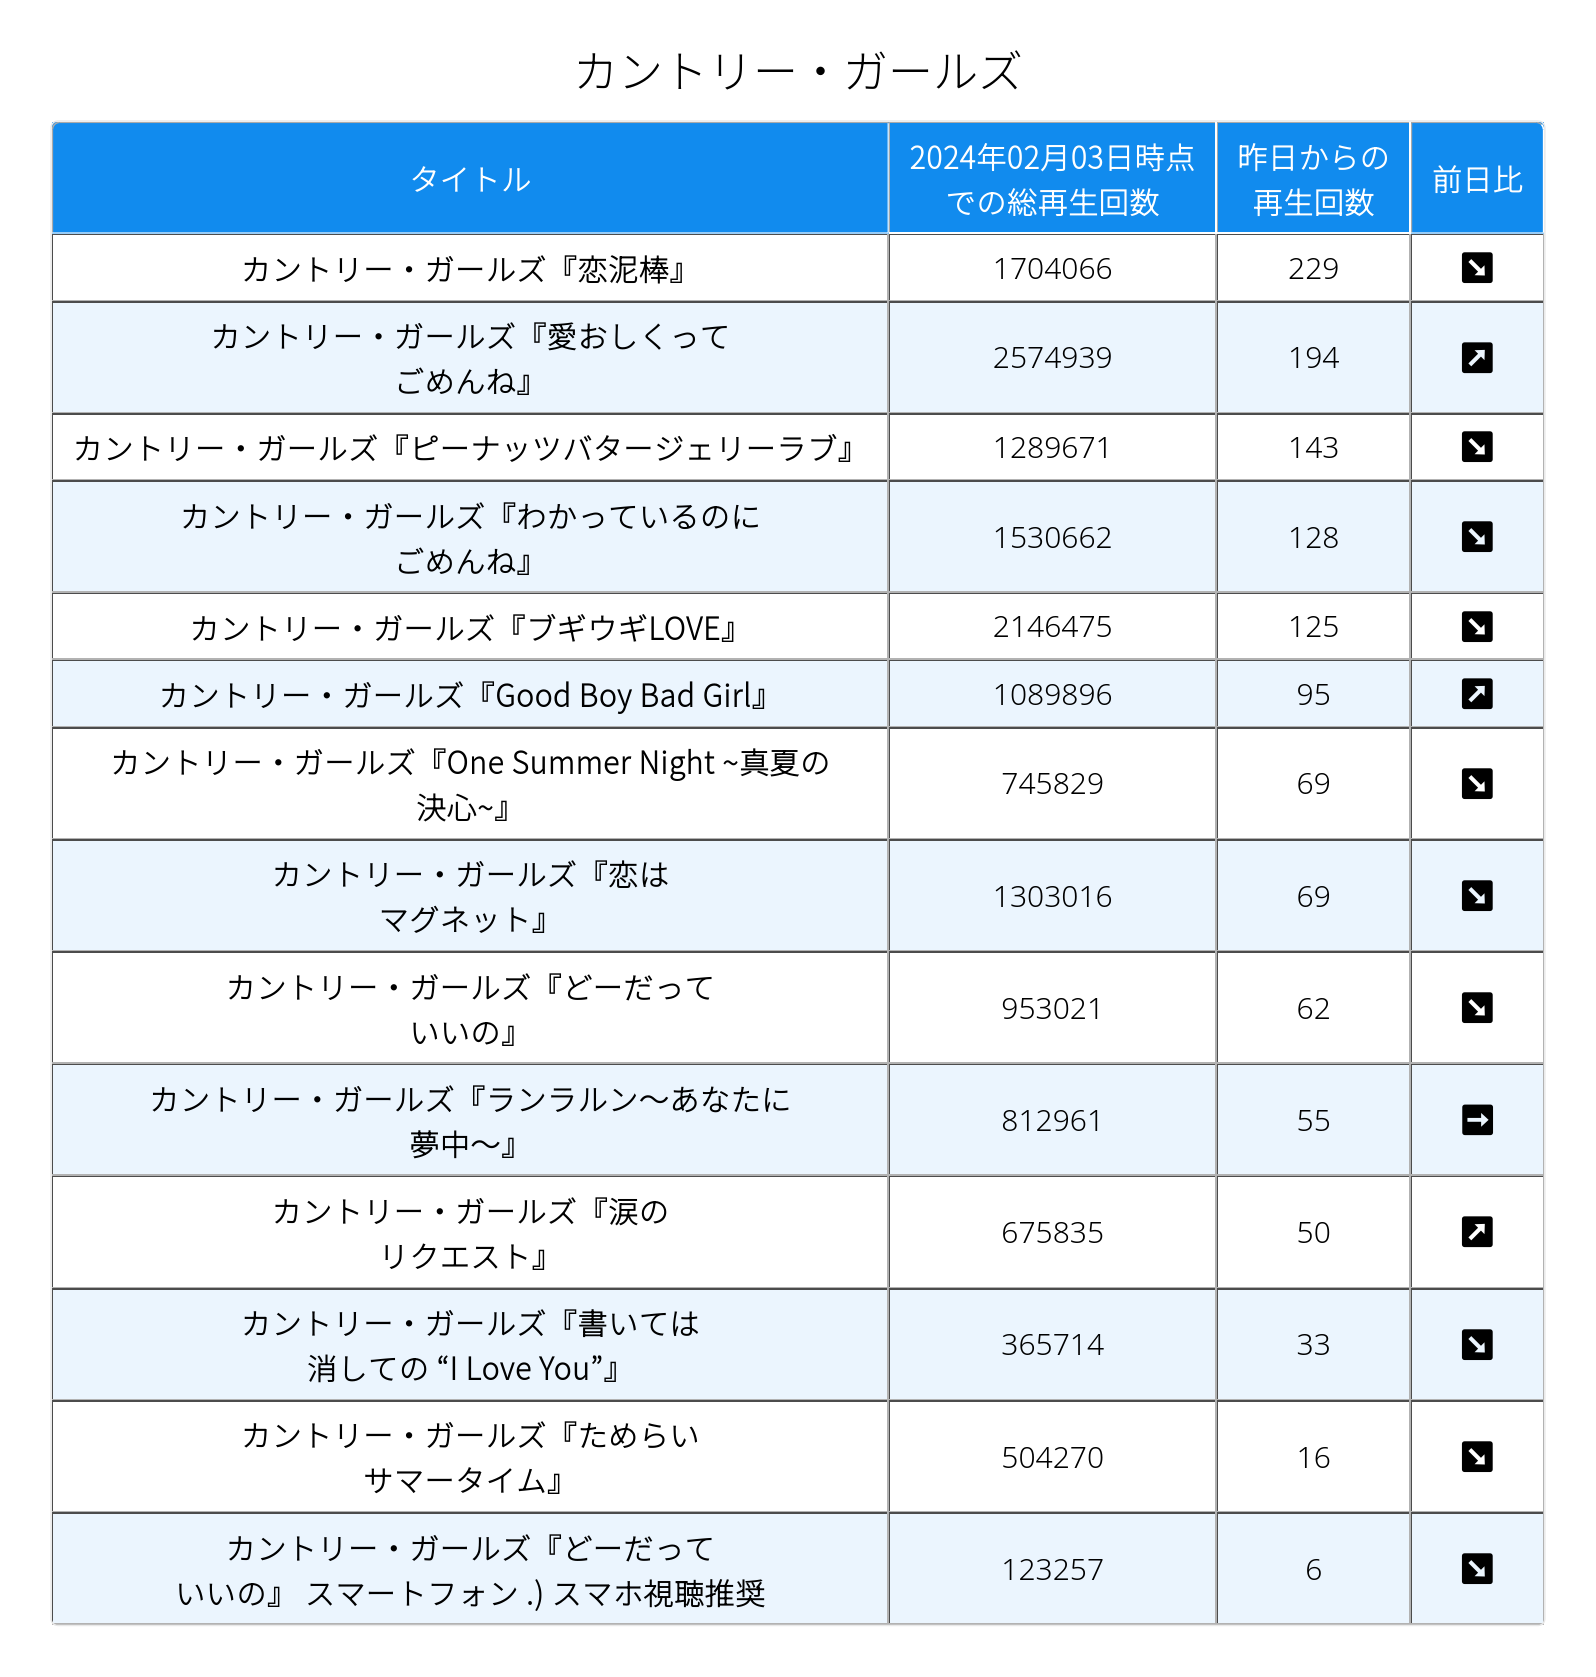 カントリー・ガールズ
タイトル
2024年02月03日時点
での総再生回数
昨日からの
再生回数
前日比
カントリー・ガールズ『恋泥棒』
1704066
229
カントリー・ガールズ『愛おしくって
ごめんね』
2574939
194
カントリー・ガールズ『ピーナッツバタージェリーラブ』
1289671
143
カントリー・ガールズ『わかっているのに
ごめんね』
1530662
128
カントリー・ガールズ『ブギウギLOVE』
2146475
125
カントリー・ガールズ『Good Boy Bad Girl』
1089896
95
カントリー・ガールズ『One Summer Night ~真夏の
決心~』
745829
69
カントリー・ガールズ『恋は
マグネット』
1303016
69
カントリー・ガールズ『どーだって
いいの』
953021
62
カントリー・ガールズ『ランラルン～あなたに
夢中～』
812961
55
カントリー・ガールズ『涙の
リクエスト』
675835
50
カントリー・ガールズ『書いては
消しての “I Love You”』
365714
33
カントリー・ガールズ『ためらい
サマータイム』
504270
16
カントリー・ガールズ『どーだって
いいの』 スマートフォン .) スマホ視聴推奨
123257
6